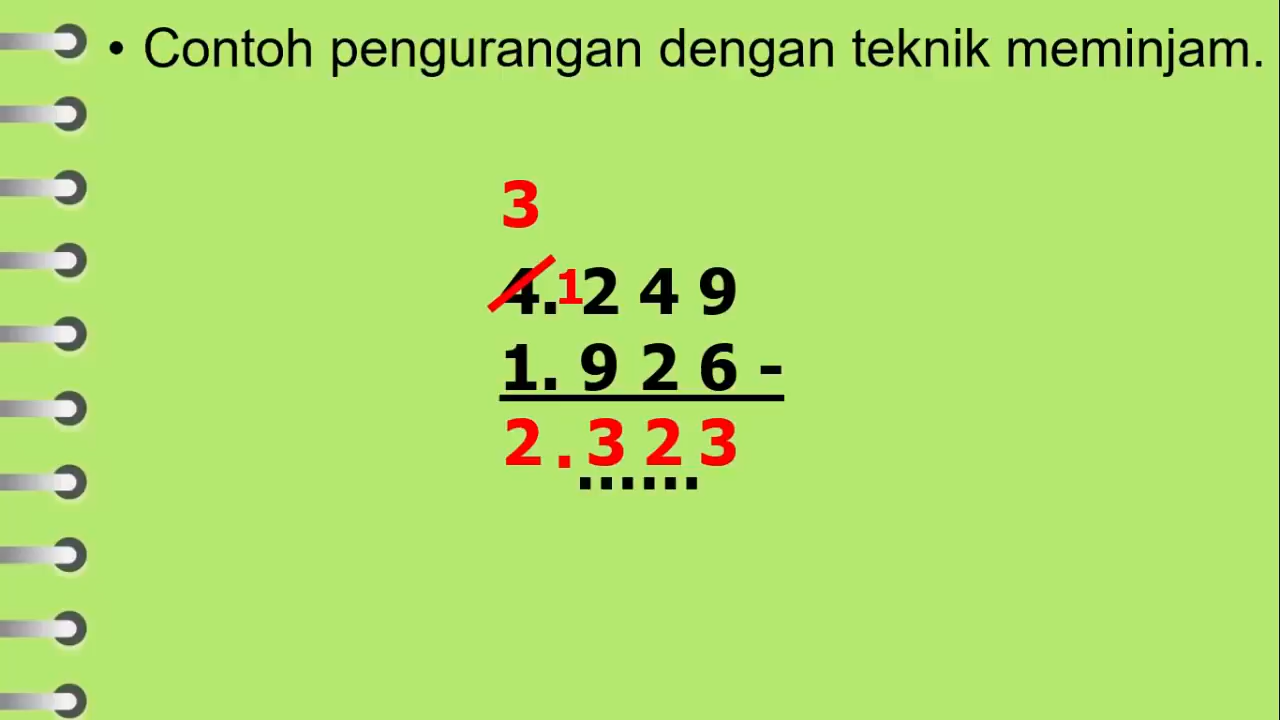 • Contoh pengurangan dengan teknik meminjam.
3
4.12 4 9
1. 9 2 6 -
2.3 2 3
......